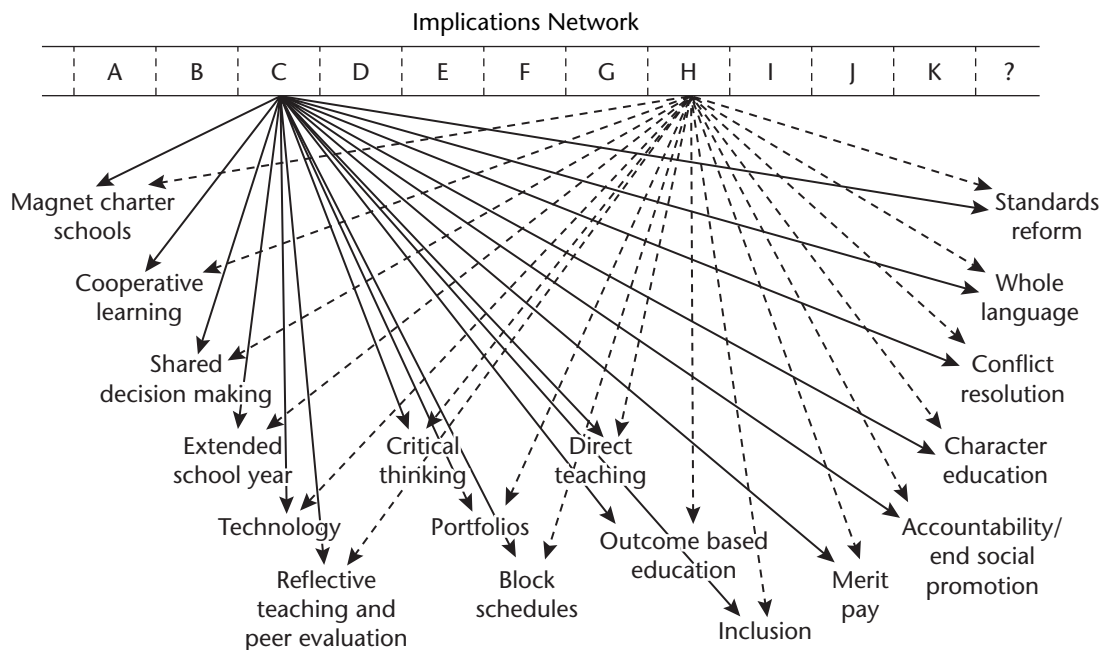 Implications Network
A B C D E F G H I J K ?
Magnet charter
schools
Standards
reform
Cooperative
learning
Whole
language
Shared
decision making
Conflict
resolution
Extended
school year
Critical
thinking
Direct
teaching
Character
education
Technology
Portfolios
Outcome based
education
Accountability/
end social
promotion
Reflective
teaching and
peer evaluation
Block
schedules
Merit
pay
Inclusion